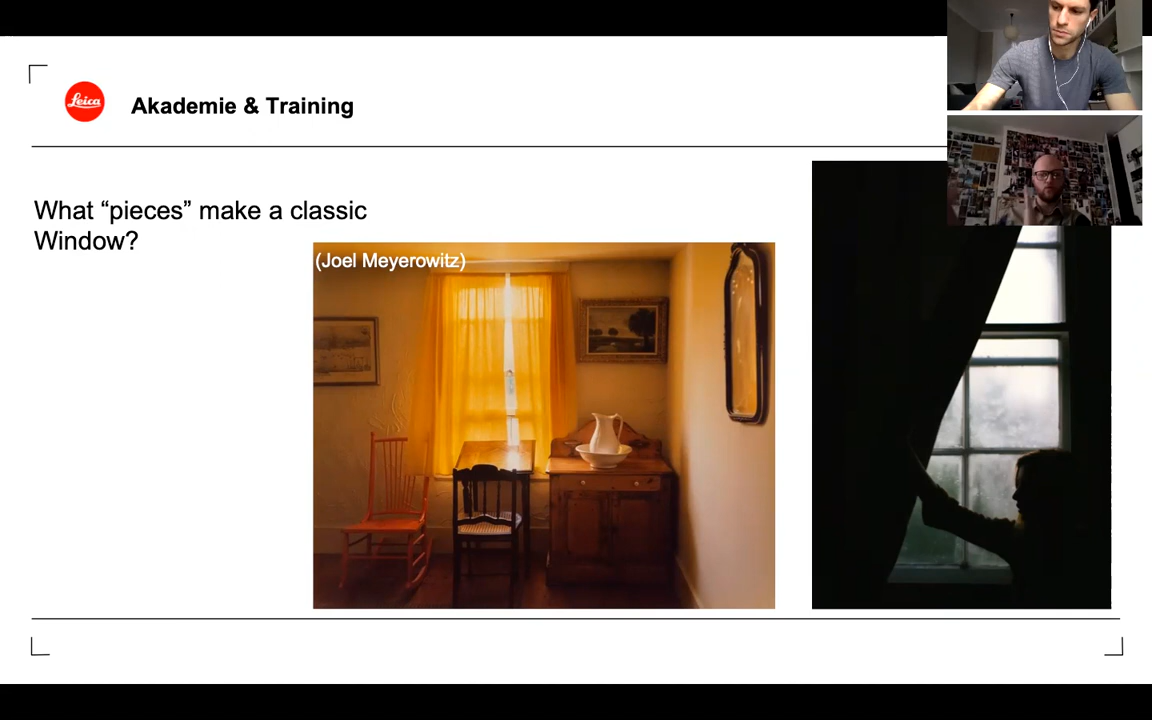 Leica
Akademie & Training
What “pieces” make a classic
Window?
(Joel Meyerowitz)